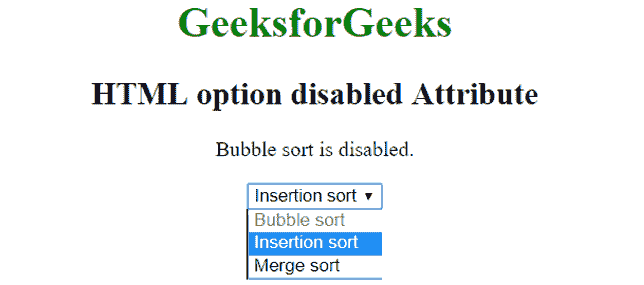 GeeksforGeeks
HTML option disabled Attribute
Bubble sort is disabled.
Insertion sort ▼
Bubble sort
Insertion sort
Merge sort